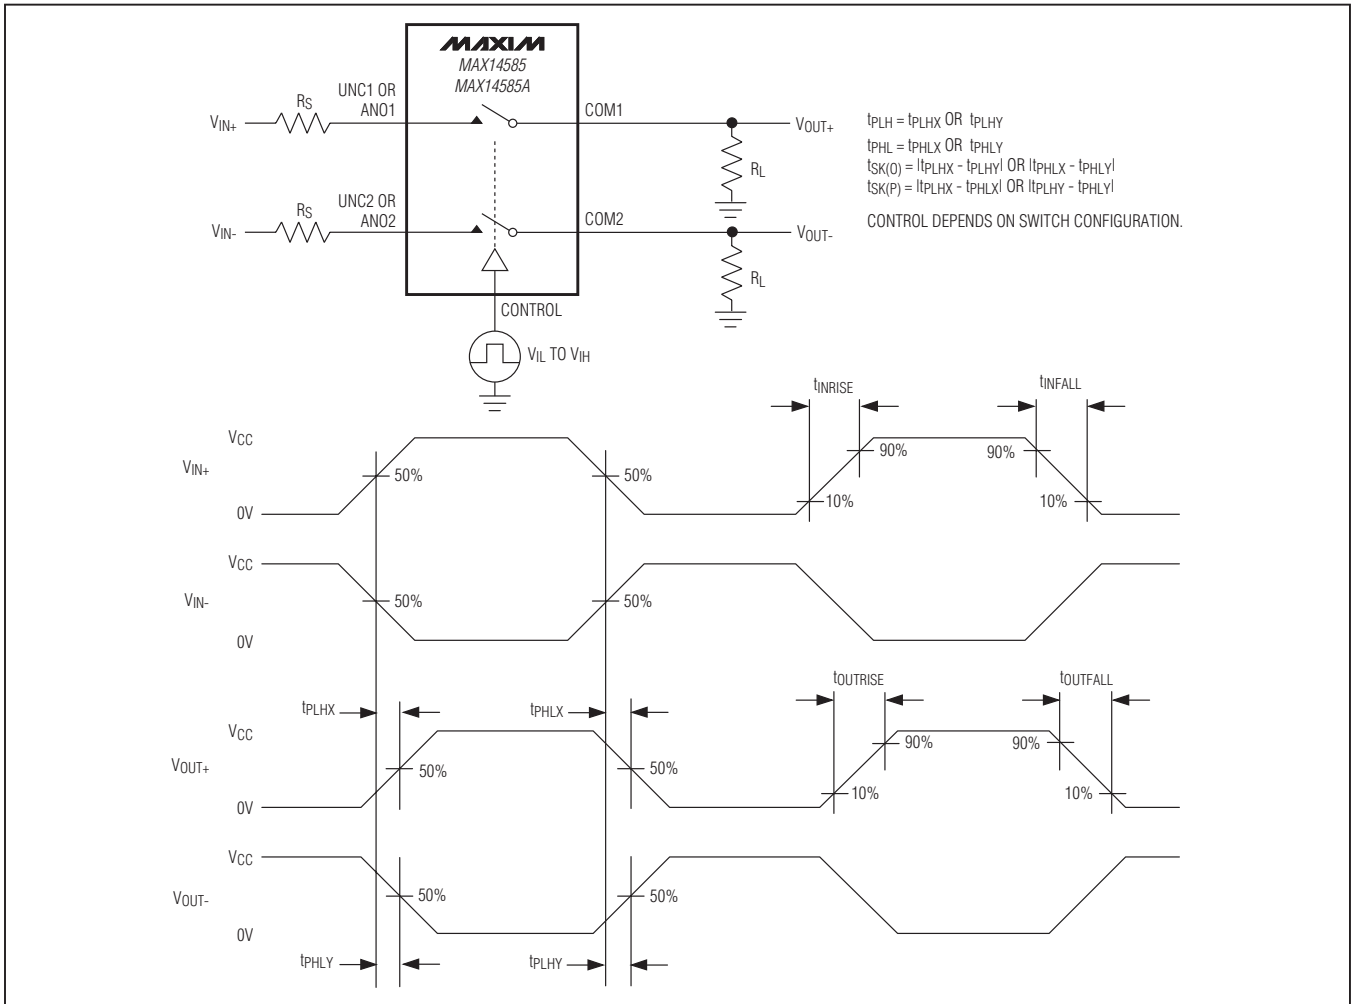 MAXIM
MAX14585
MAX14585A
UNC1 OR
ANO1
RS
VIN+
COM1
VOUT+
RL
UNC2 OR
ANO2
RS
VIN-
COM2
VOUT-
RL
CONTROL
VIL TO VIH
tPLH = tPLHX OR tPLHY
tPHL = tPHLX OR tPHLY
tSK(O) = |tPLHX - tPLHY| OR |tPHLX - tPHLY|
tSK(P) = |tPLHX - tPHLX| OR |tPLHY - tPHLY|
CONTROL DEPENDS ON SWITCH CONFIGURATION.
tINRISE
tINFALL
VCC
VIN+
0V
50%
50%
90%
10%
90%
10%
VCC
VIN-
0V
50%
50%
tOUTRISE
tOUTFALL
tPLHX
tPHLX
VCC
VOUT+
0V
50%
50%
90%
10%
90%
10%
VCC
VOUT-
0V
50%
50%
tPHLY
tPLHY